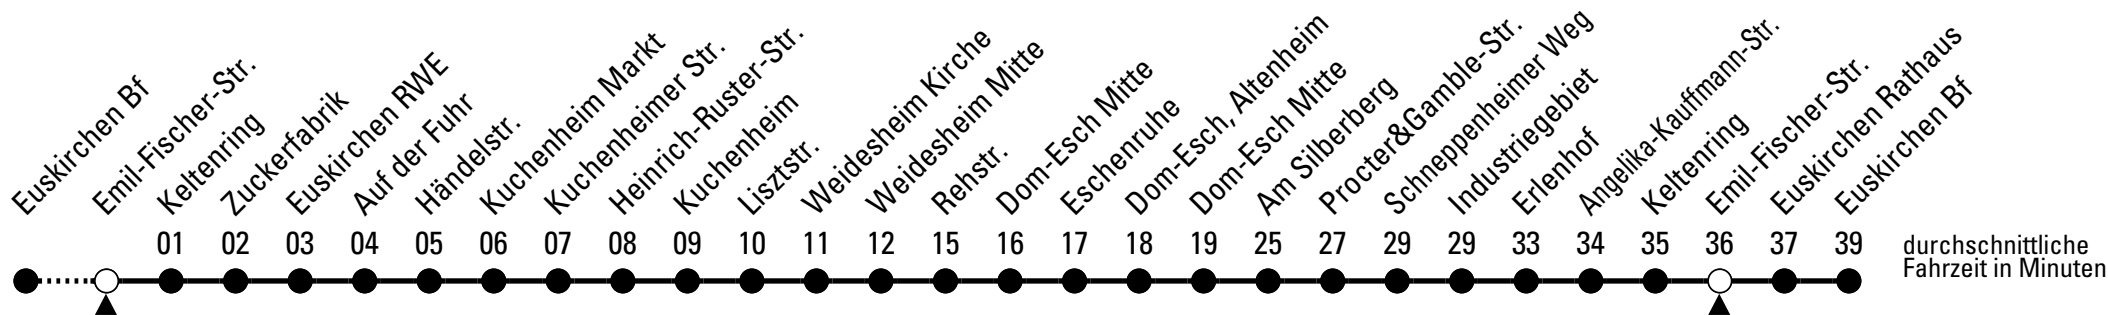 Euskirchen Bf
Emil-Fischer-Str.
Keltenring
Zuckerfabrik
Euskirchen RWE
Auf der Fuhr
Händelstr.
Kuchenheim Markt
Kuchenheimer Str.
Heinrich-Ruster-Str.
Kuchenheim
Lisztstr.
Weidesheim Kirche
Weidesheim Mitte
Rehstr.
Dom-Esch Mitte
Eschenruhe
Dom-Esch, Altenheim
Dom-Esch Mitte
Am Silberberg
Procter&Gamble-Str.
Schneppenheimer Weg
Industriegebiet
Erlenhof
Angelika-Kauffmann-Str.
Keltenring
Emil-Fischer-Str.
Euskirchen Rathaus
Euskirchen Bf
01 02 03 04 05 06 07 08 09 10 11 12 15 16 17 18 19 25 27 29 29 33 34 35 36 37 39
durchschnittliche
Fahrzeit in Minuten